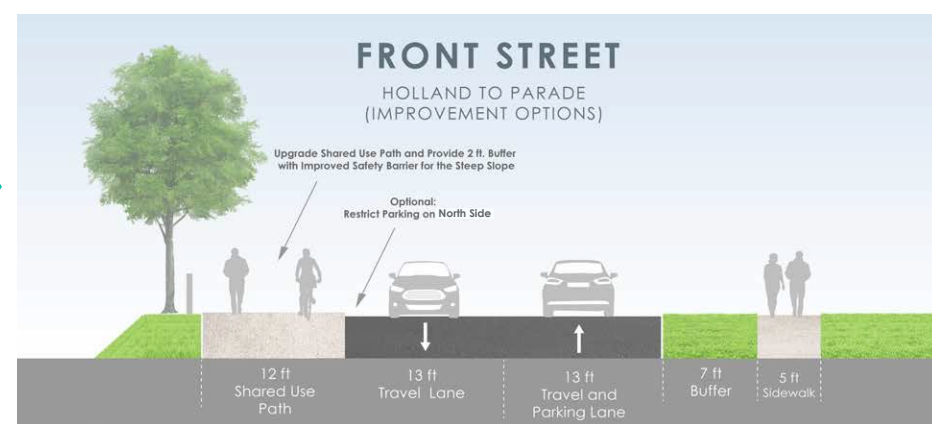 FRONT STREET
HOLLAND TO PARADE
(IMPROVEMENT OPTIONS)
Upgrade Shared Use Path and Provide 2 ft. Buffer
with Improved Safety Barrier for the Steep Slope
Optional:
Restrict Parking on North Side
12 ft
Shared Use
Path
13 ft
Travel Lane
13 ft
Travel and
Parking Lane
7 ft
Buffer
5 ft
Sidewalk